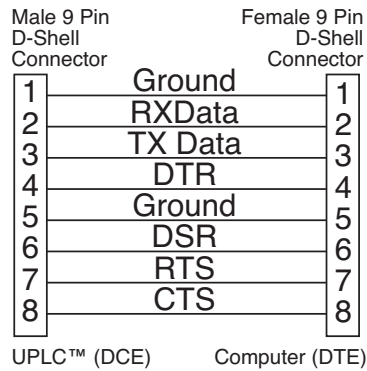 Male 9 Pin
D-Shell
Connector
Female 9 Pin
D-Shell
Connector
1 Ground 1
2 RXData 2
3 TX Data 3
4 DTR 4
5 Ground 5
6 DSR 6
7 RTS 7
8 CTS 8
UPLC™ (DCE)
Computer (DTE)